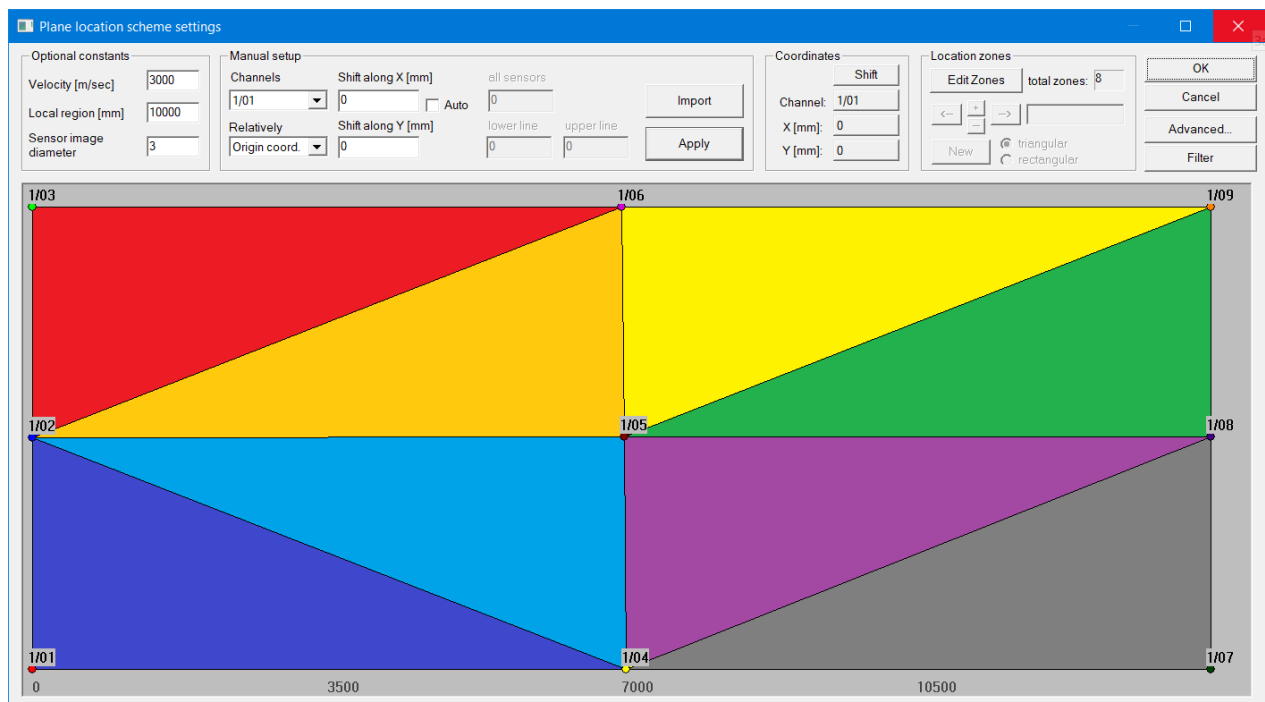 Plane location scheme settings
Optional constants
Velocity [m/sec] 3000
Local region [mm] 10000
Sensor image
diameter 3
Manual setup
Channels Shift along X [mm] all sensors
1/01 0 Auto 0
Relatively Shift along Y [mm] lower line upper line
Origin coord. 0 0 0
Import
Apply
Coordinates
Shift
Channel: 1/01
X [mm]: 0
Y [mm]: 0
Location zones
Edit Zones total zones: 8
<-- + - -->
New triangular
rectangular
OK
Cancel
Advanced...
Filter
1/03 1/06 1/09
1/02 1/05 1/08
1/01 1/04 1/07
0 3500 7000 10500